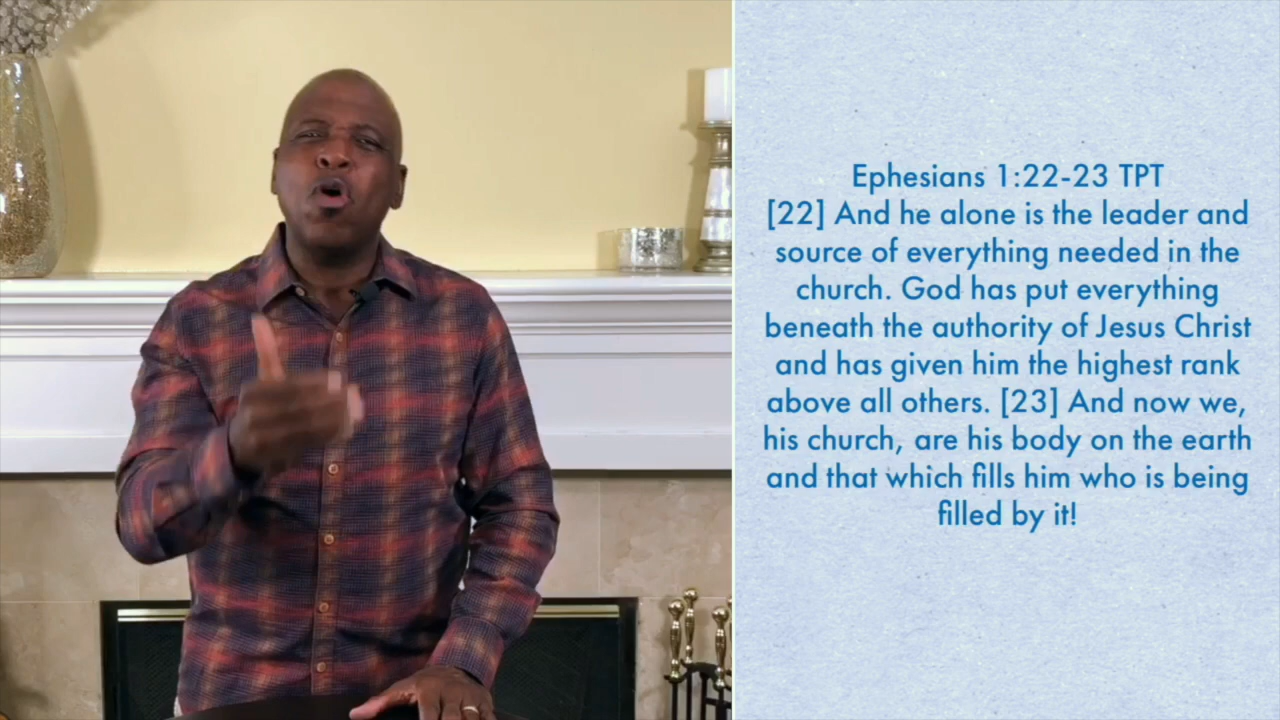 Ephesians 1:22-23 TPT
[22] And he alone is the leader and
source of everything needed in the
church. God has put everything
beneath the authority of Jesus Christ
and has given him the highest rank
above all others. [23] And now we,
his church, are his body on the earth
and that which fills him who is being
filled by it!